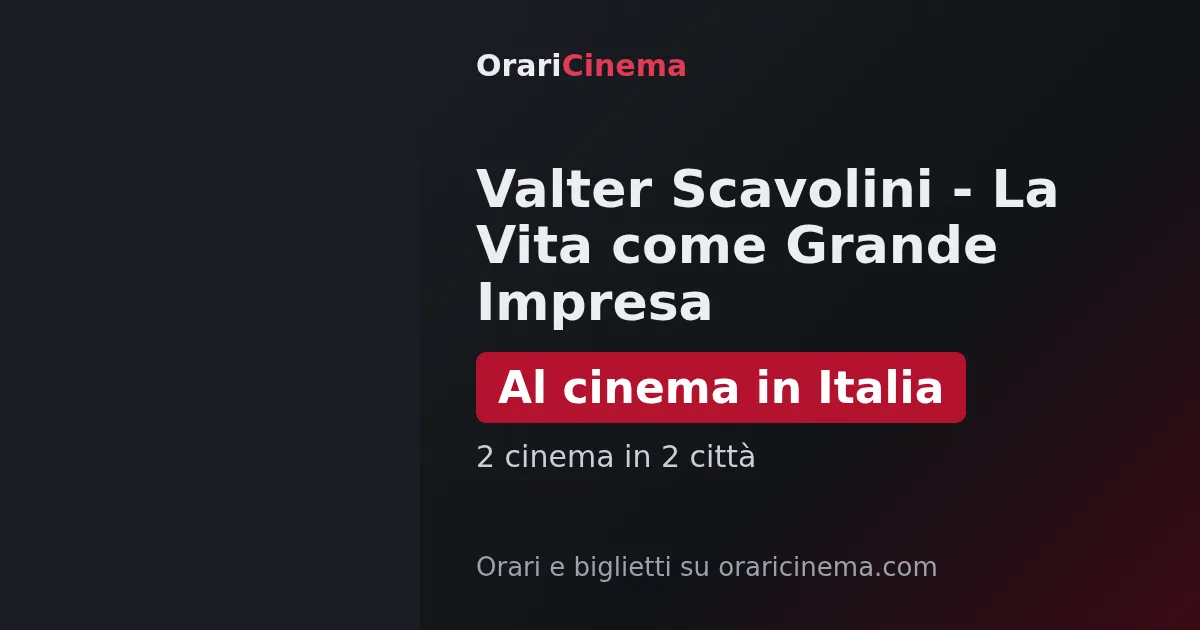 OrariCinema
Valter Scavolini - La
Vita come Grande
Impresa
Al cinema in Italia
2 cinema in 2 città
Orari e biglietti su oraricinema.com